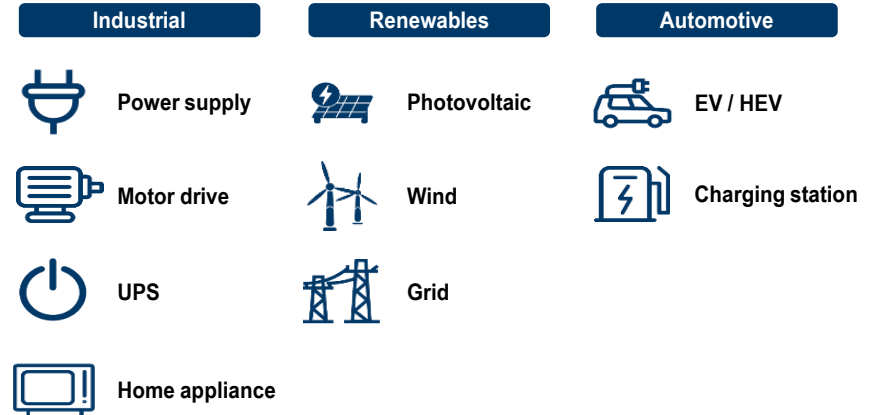 Industrial
Renewables
Automotive
Power supply
Photovoltaic
EV / HEV
Motor drive
Wind
Charging station
UPS
Grid
Home appliance